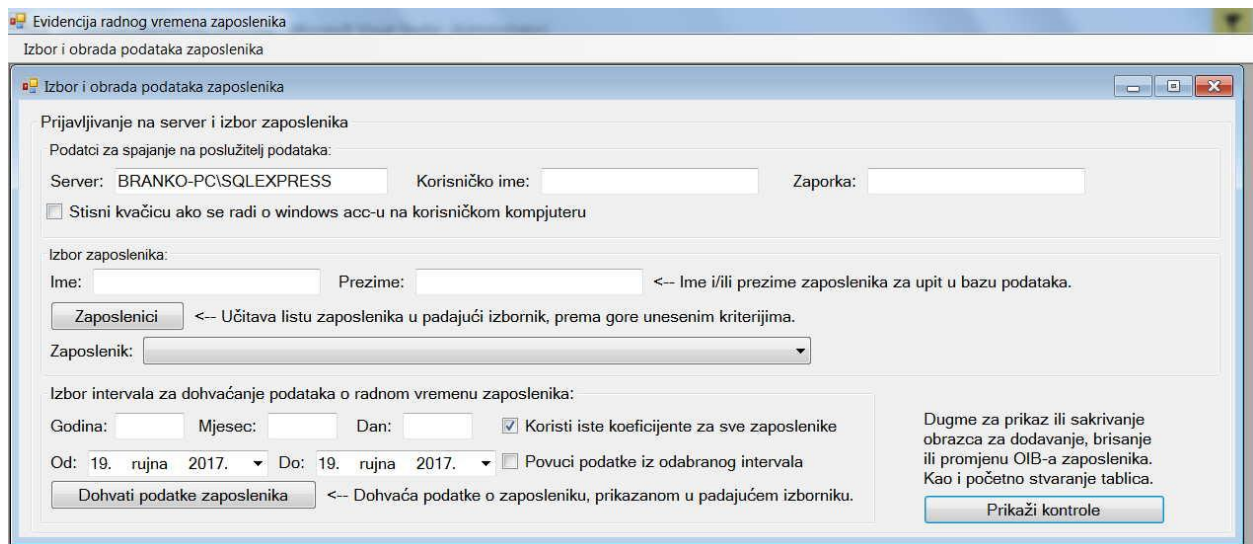 Evidencija radnog vremena zaposlenika
Izbor i obrada podataka zaposlenika
Izbor i obrada podataka zaposlenika
Prijavljivanje na server i izbor zaposlenika
Podatci za spajanje na poslužitelj podataka:
Server: BRANKO-PC\SQLEXPRESS Korisničko ime: Zaporka:
Stisni kvačicu ako se radi o windows acc-u na korisničkom kompjuteru
Izbor zaposlenika:
Ime: Prezime: <-- Ime i/ili prezime zaposlenika za upit u bazu podataka.
Zaposlenici <-- Učitava listu zaposlenika u padajući izbornik, prema gore unesenim kriterijima.
Zaposlenik:
Izbor intervala za dohvaćanje podataka o radnom vremenu zaposlenika:
Godina: Mjesec: Dan: Koristi iste koeficijente za sve zaposlenike
Od: 19. rujna 2017. Do: 19. rujna 2017. Povuci podatke iz odabranog intervala
Dohvati podatke zaposlenika <-- Dohvaća podatke o zaposleniku, prikazanom u padajućem izborniku.
Dugme za prikaz ili sakrivanje
obrazca za dodavanje, brisanje
ili promjenu OIB-a zaposlenika.
Kao i početno stvaranje tablica.
Prikaži kontrole